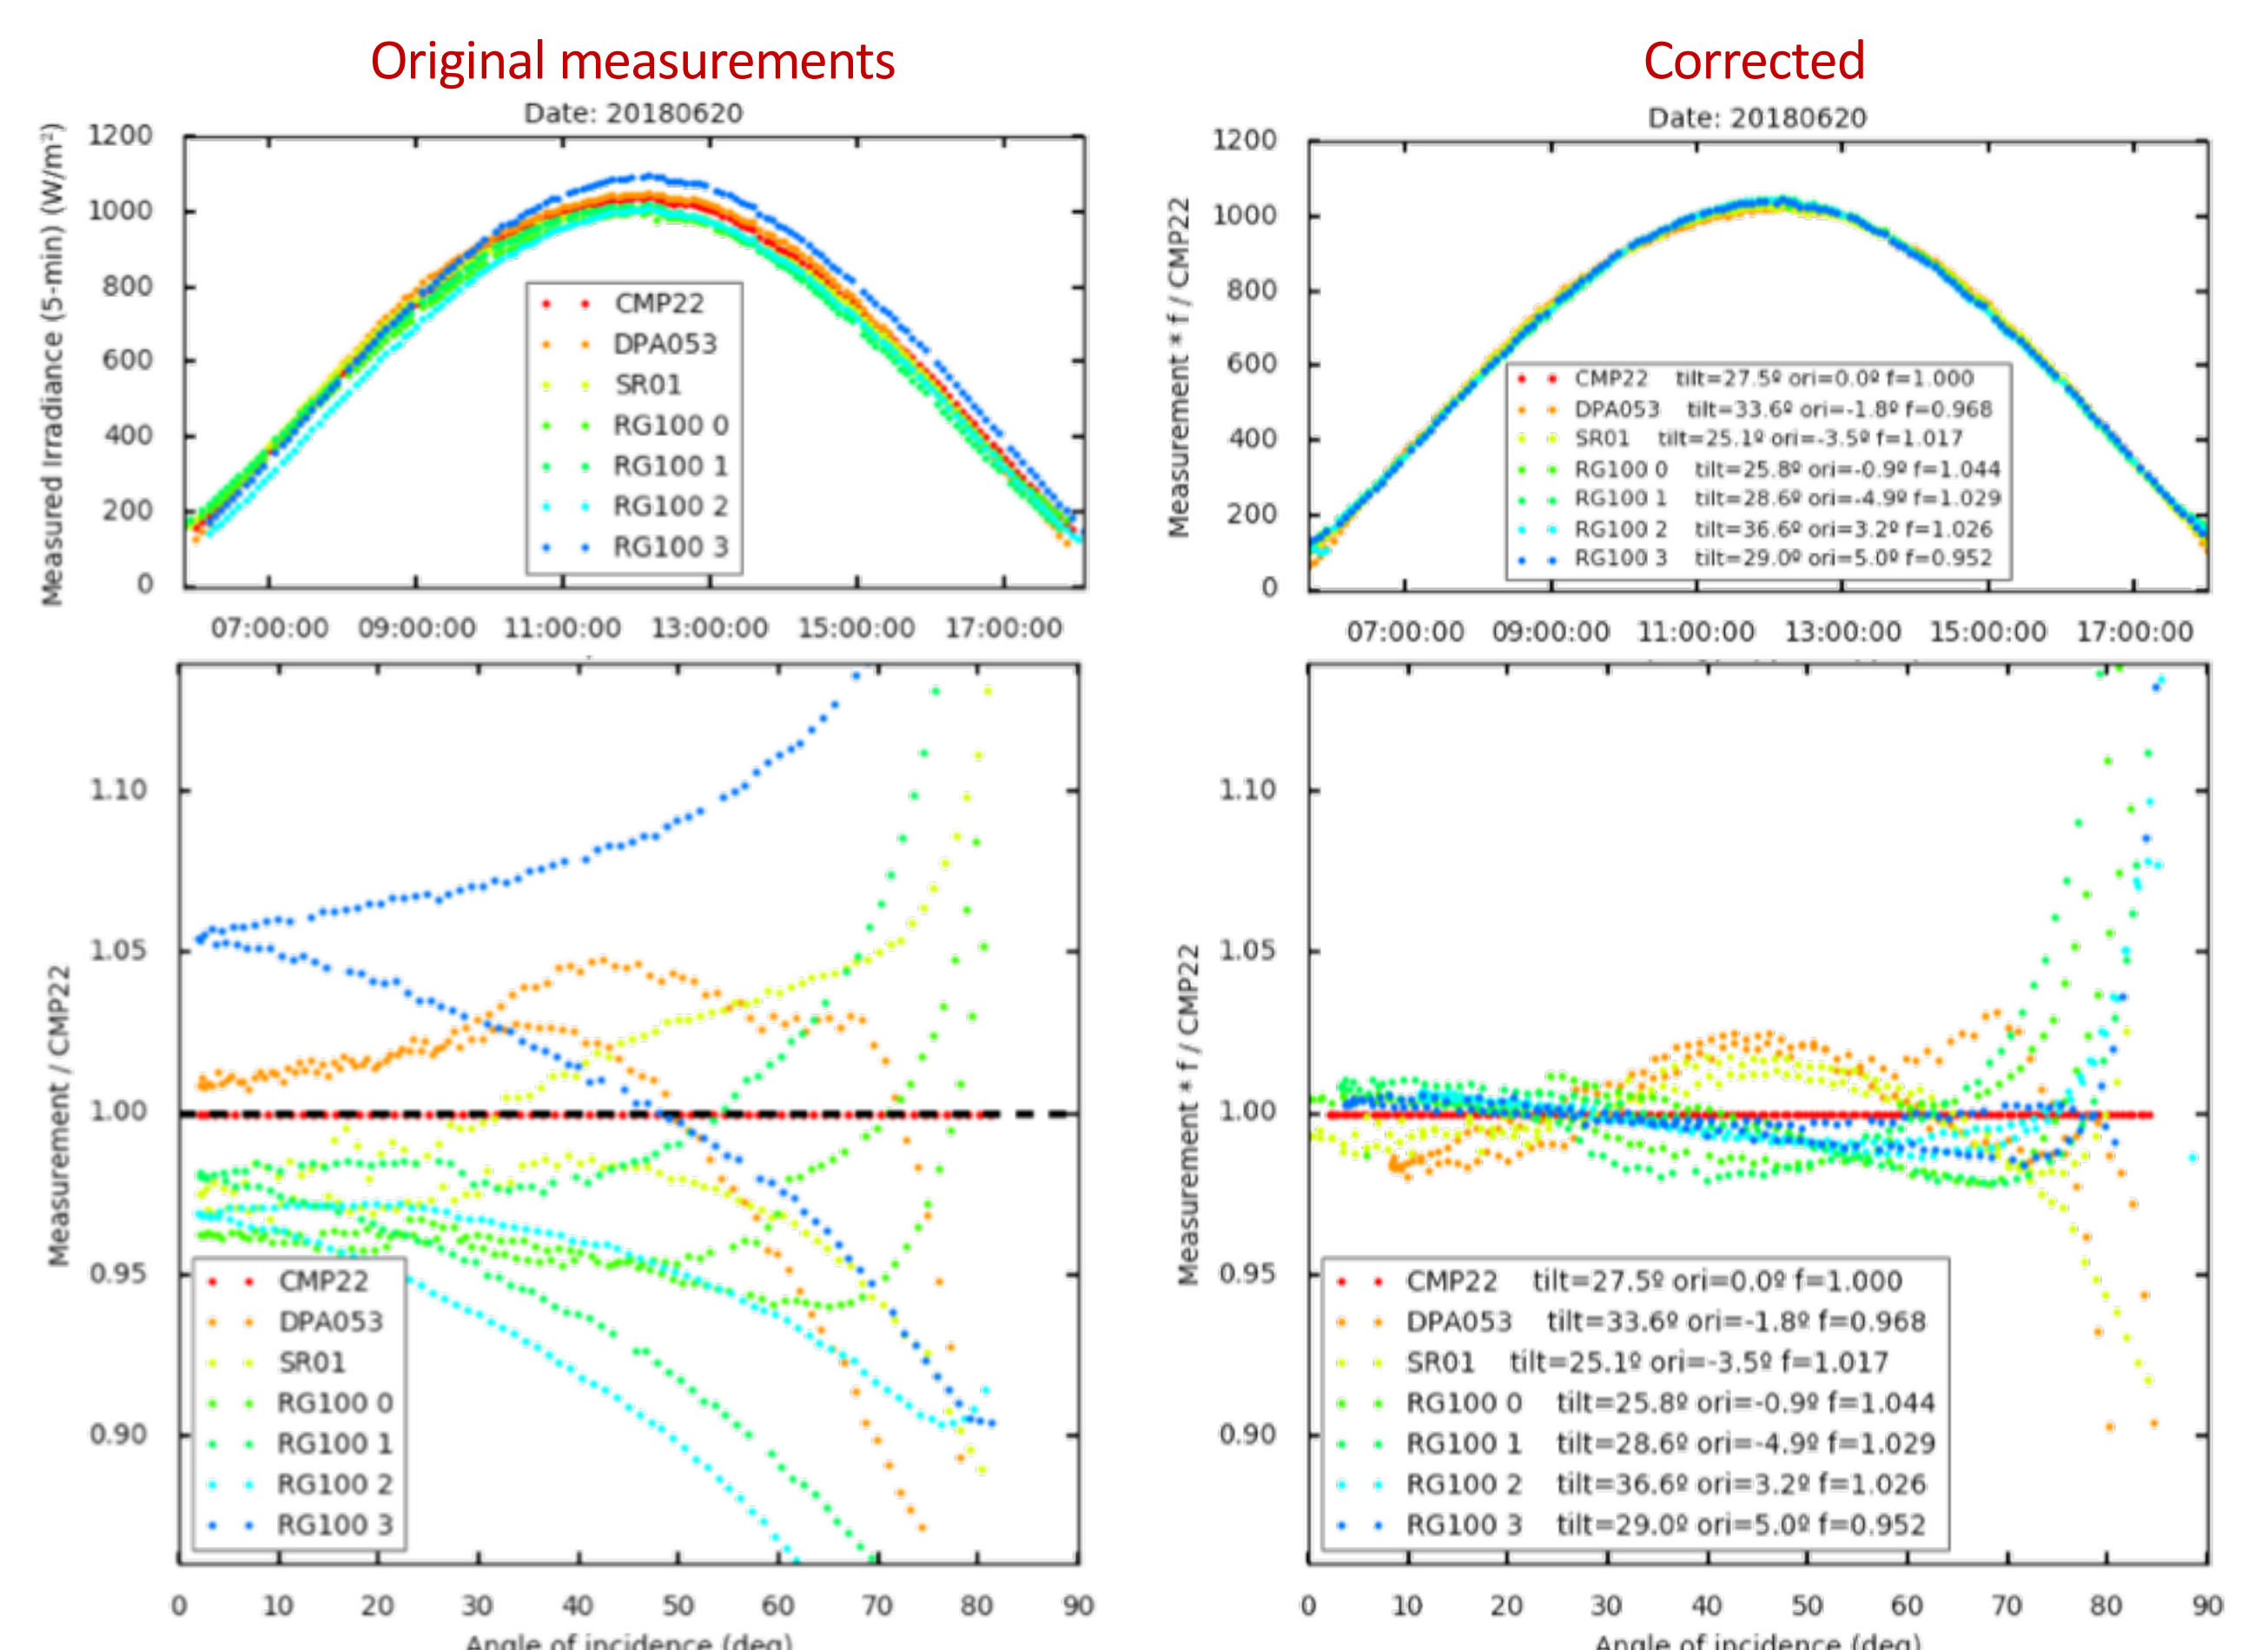 Original measurements
Date: 20180620
Measured Irradiance (5-min) (W/m²)
1200
1000
800
600
400
200
0
CMP22
DPA053
SR01
RG100 0
RG100 1
RG100 2
RG100 3
07:00:00 09:00:00 11:00:00 13:00:00 15:00:00 17:00:00
Corrected
Date: 20180620
Measurement * f / CMP22
1200
1000
800
600
400
200
0
CMP22 tilt=27.5º ori=0.0º f=1.000
DPA053 tilt=33.6º ori=-1.8º f=0.968
SR01 tilt=25.1º ori=-3.5º f=1.017
RG100 0 tilt=25.8º ori=-0.9º f=1.044
RG100 1 tilt=28.6º ori=-4.9º f=1.029
RG100 2 tilt=36.6º ori=3.2º f=1.026
RG100 3 tilt=29.0º ori=5.0º f=0.952
07:00:00 09:00:00 11:00:00 13:00:00 15:00:00 17:00:00
Measurement / CMP22
1.10
1.05
1.00
0.95
0.90
CMP22
DPA053
SR01
RG100 0
RG100 1
RG100 2
RG100 3
0 10 20 30 40 50 60 70 80 90
Angle of incidence (deg)
Measurement * f / CMP22
1.10
1.05
1.00
0.95
0.90
CMP22 tilt=27.5º ori=0.0º f=1.000
DPA053 tilt=33.6º ori=-1.8º f=0.968
SR01 tilt=25.1º ori=-3.5º f=1.017
RG100 0 tilt=25.8º ori=-0.9º f=1.044
RG100 1 tilt=28.6º ori=-4.9º f=1.029
RG100 2 tilt=36.6º ori=3.2º f=1.026
RG100 3 tilt=29.0º ori=5.0º f=0.952
0 10 20 30 40 50 60 70 80 90
Angle of incidence (deg)